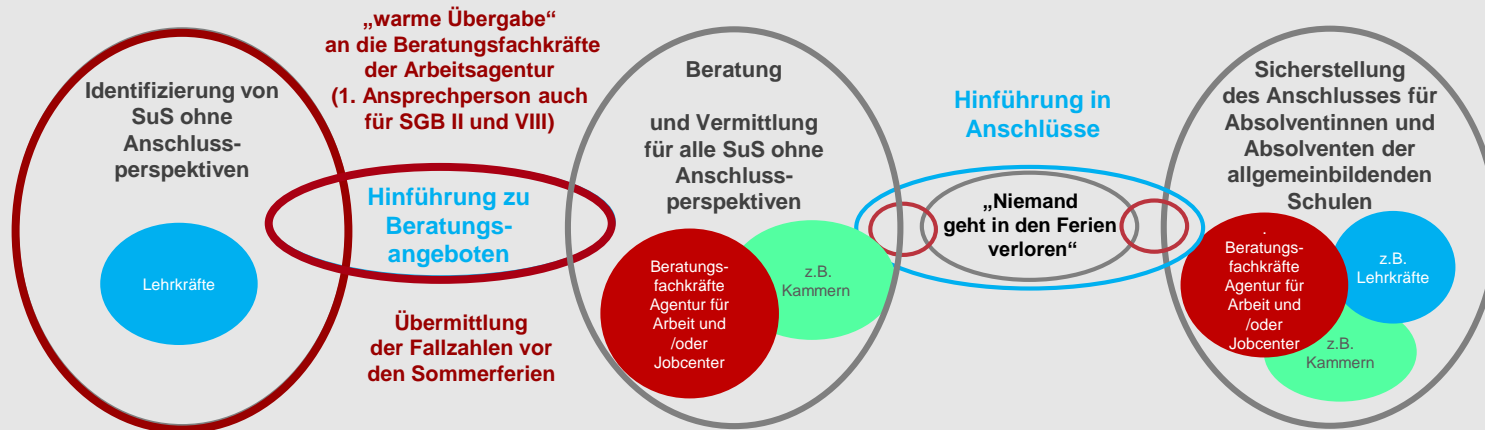 Identifizierung von
SuS ohne
Anschluss-
perspektiven
Lehrkräfte
„warme Übergabe“
an die Beratungsfachkräfte
der Arbeitsagentur
(1. Ansprechperson auch
für SGB II und VIII)
Hinführung zu
Beratungs-
angeboten
Übermittlung
der Fallzahlen vor
den Sommerferien
Beratung
und Vermittlung
für alle SuS ohne
Anschluss-
perspektiven
Beratungs-
fachkräfte
Agentur für
Arbeit und
/oder
Jobcenter
z.B.
Kammern
Hinführung in
Anschlüsse
„Niemand
geht in den Ferien
verloren“
Sicherstellung
des Anschlusses für
Absolventinnen und
Absolventen der
allgemeinbildenden
Schulen
.
Beratungs-
fachkräfte
Agentur für
Arbeit und
/oder
Jobcenter
z.B.
Lehrkräfte
z.B.
Kammern